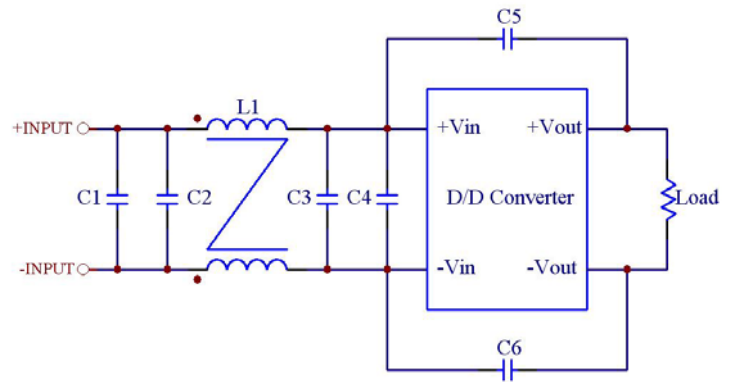 C5
L1
+INPUT
+Vin
+Vout
C1
C2
C3
C4
D/D Converter
Load
-INPUT
-Vin
-Vout
C6